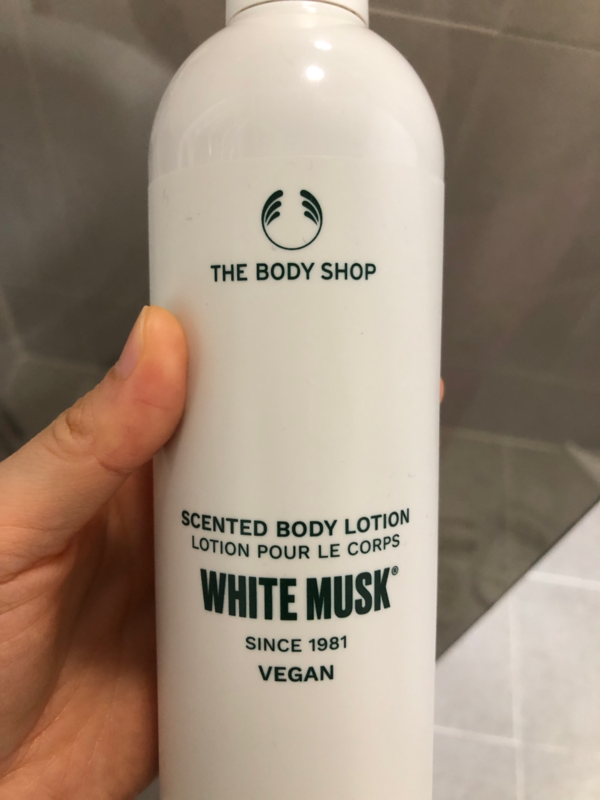 THE BODY SHOP
SCENTED BODY LOTION
LOTION POUR LE CORPS
WHITE MUSK®
SINCE 1981
VEGAN